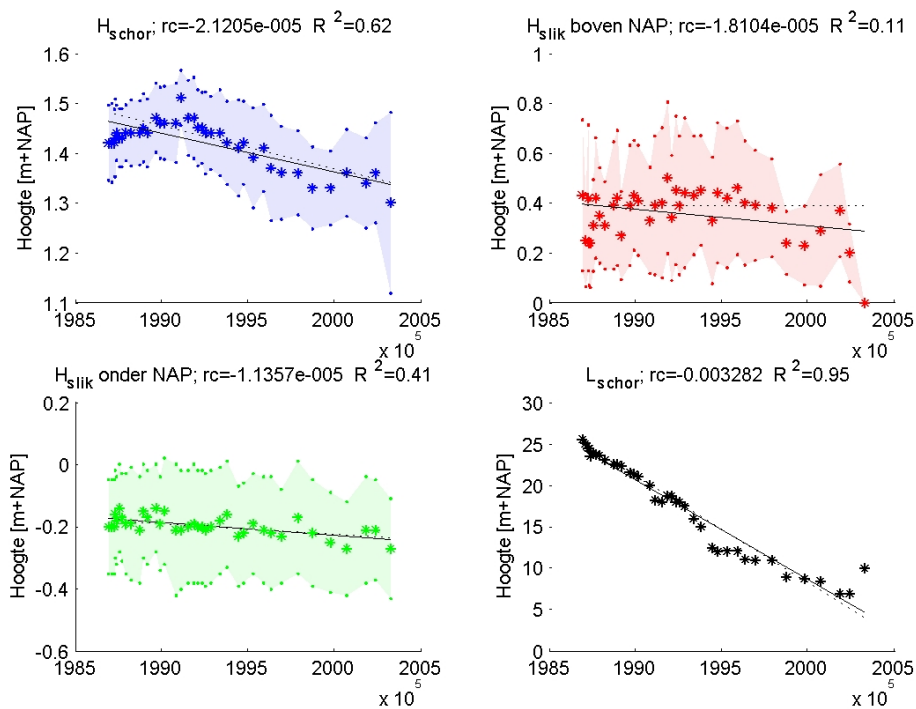 H_schor; rc=-2.1205e-005 R^2=0.62
Hoogte [m+NAP]
1.6
1.5
1.4
1.3
1.2
1.1
1985 1990 1995 2000 2005
x 10^5
H_slik boven NAP; rc=-1.8104e-005 R^2=0.11
Hoogte [m+NAP]
1
0.8
0.6
0.4
0.2
0
1985 1990 1995 2000 2005
x 10^5
H_slik onder NAP; rc=-1.1357e-005 R^2=0.41
Hoogte [m+NAP]
0.2
0
-0.2
-0.4
-0.6
1985 1990 1995 2000 2005
x 10^5
L_schor; rc=-0.003282 R^2=0.95
Hoogte [m+NAP]
30
25
20
15
10
5
0
1985 1990 1995 2000 2005
x 10^5